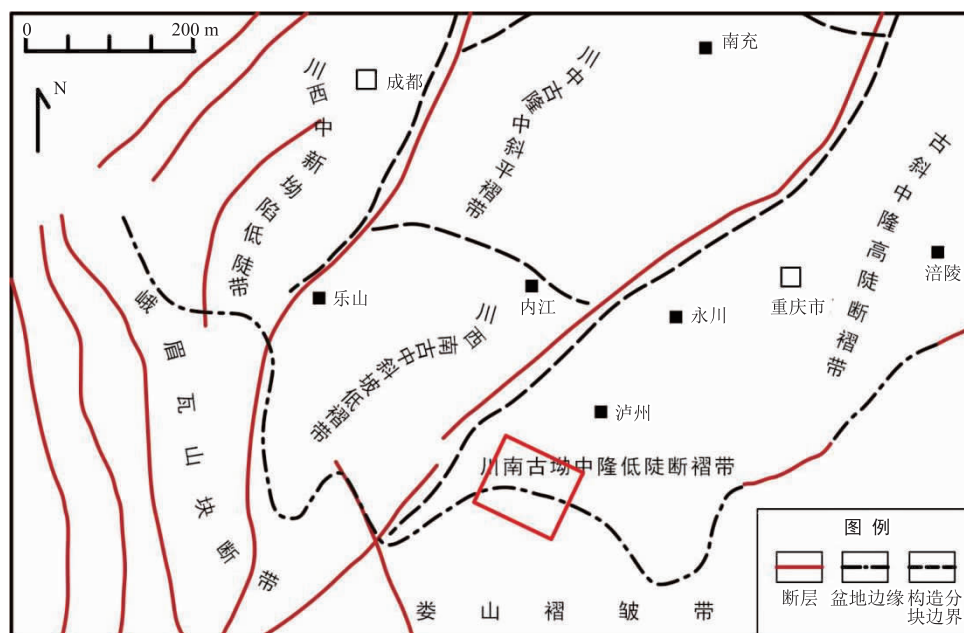 0 200 m
N
成都
南充
川西中新坳陷低陡带
川中古隆中斜平褶带
古斜中隆高陡断褶带
涪陵
乐山
内江
永川
重庆市
峨眉瓦山块断带
川西南古中斜坡低褶带
泸州
川南古坳中隆低陡断褶带
娄山褶皱带
图例
断层
盆地边缘
构造分
块边界